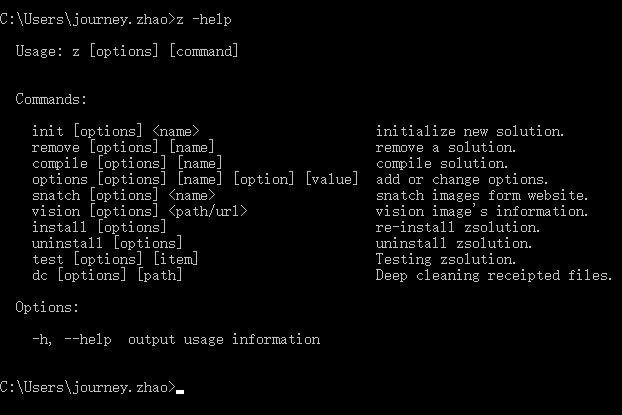 C:\Users\journey.zhao>z -help
Usage: z [options] [command]
Commands:
init [options] <name> initialize new solution.
remove [options] [name] remove a solution.
compile [options] [name] compile solution.
options [options] [name] [option] [value] add or change options.
snatch [options] <name> snatch images form website.
vision [options] <path/url> vision image's information.
install [options] re-install zsolution.
uninstall [options] uninstall zsolution.
test [options] [item] Testing zsolution.
dc [options] [path] Deep cleaning receipted files.
Options:
-h, --help output usage information
C:\Users\journey.zhao>